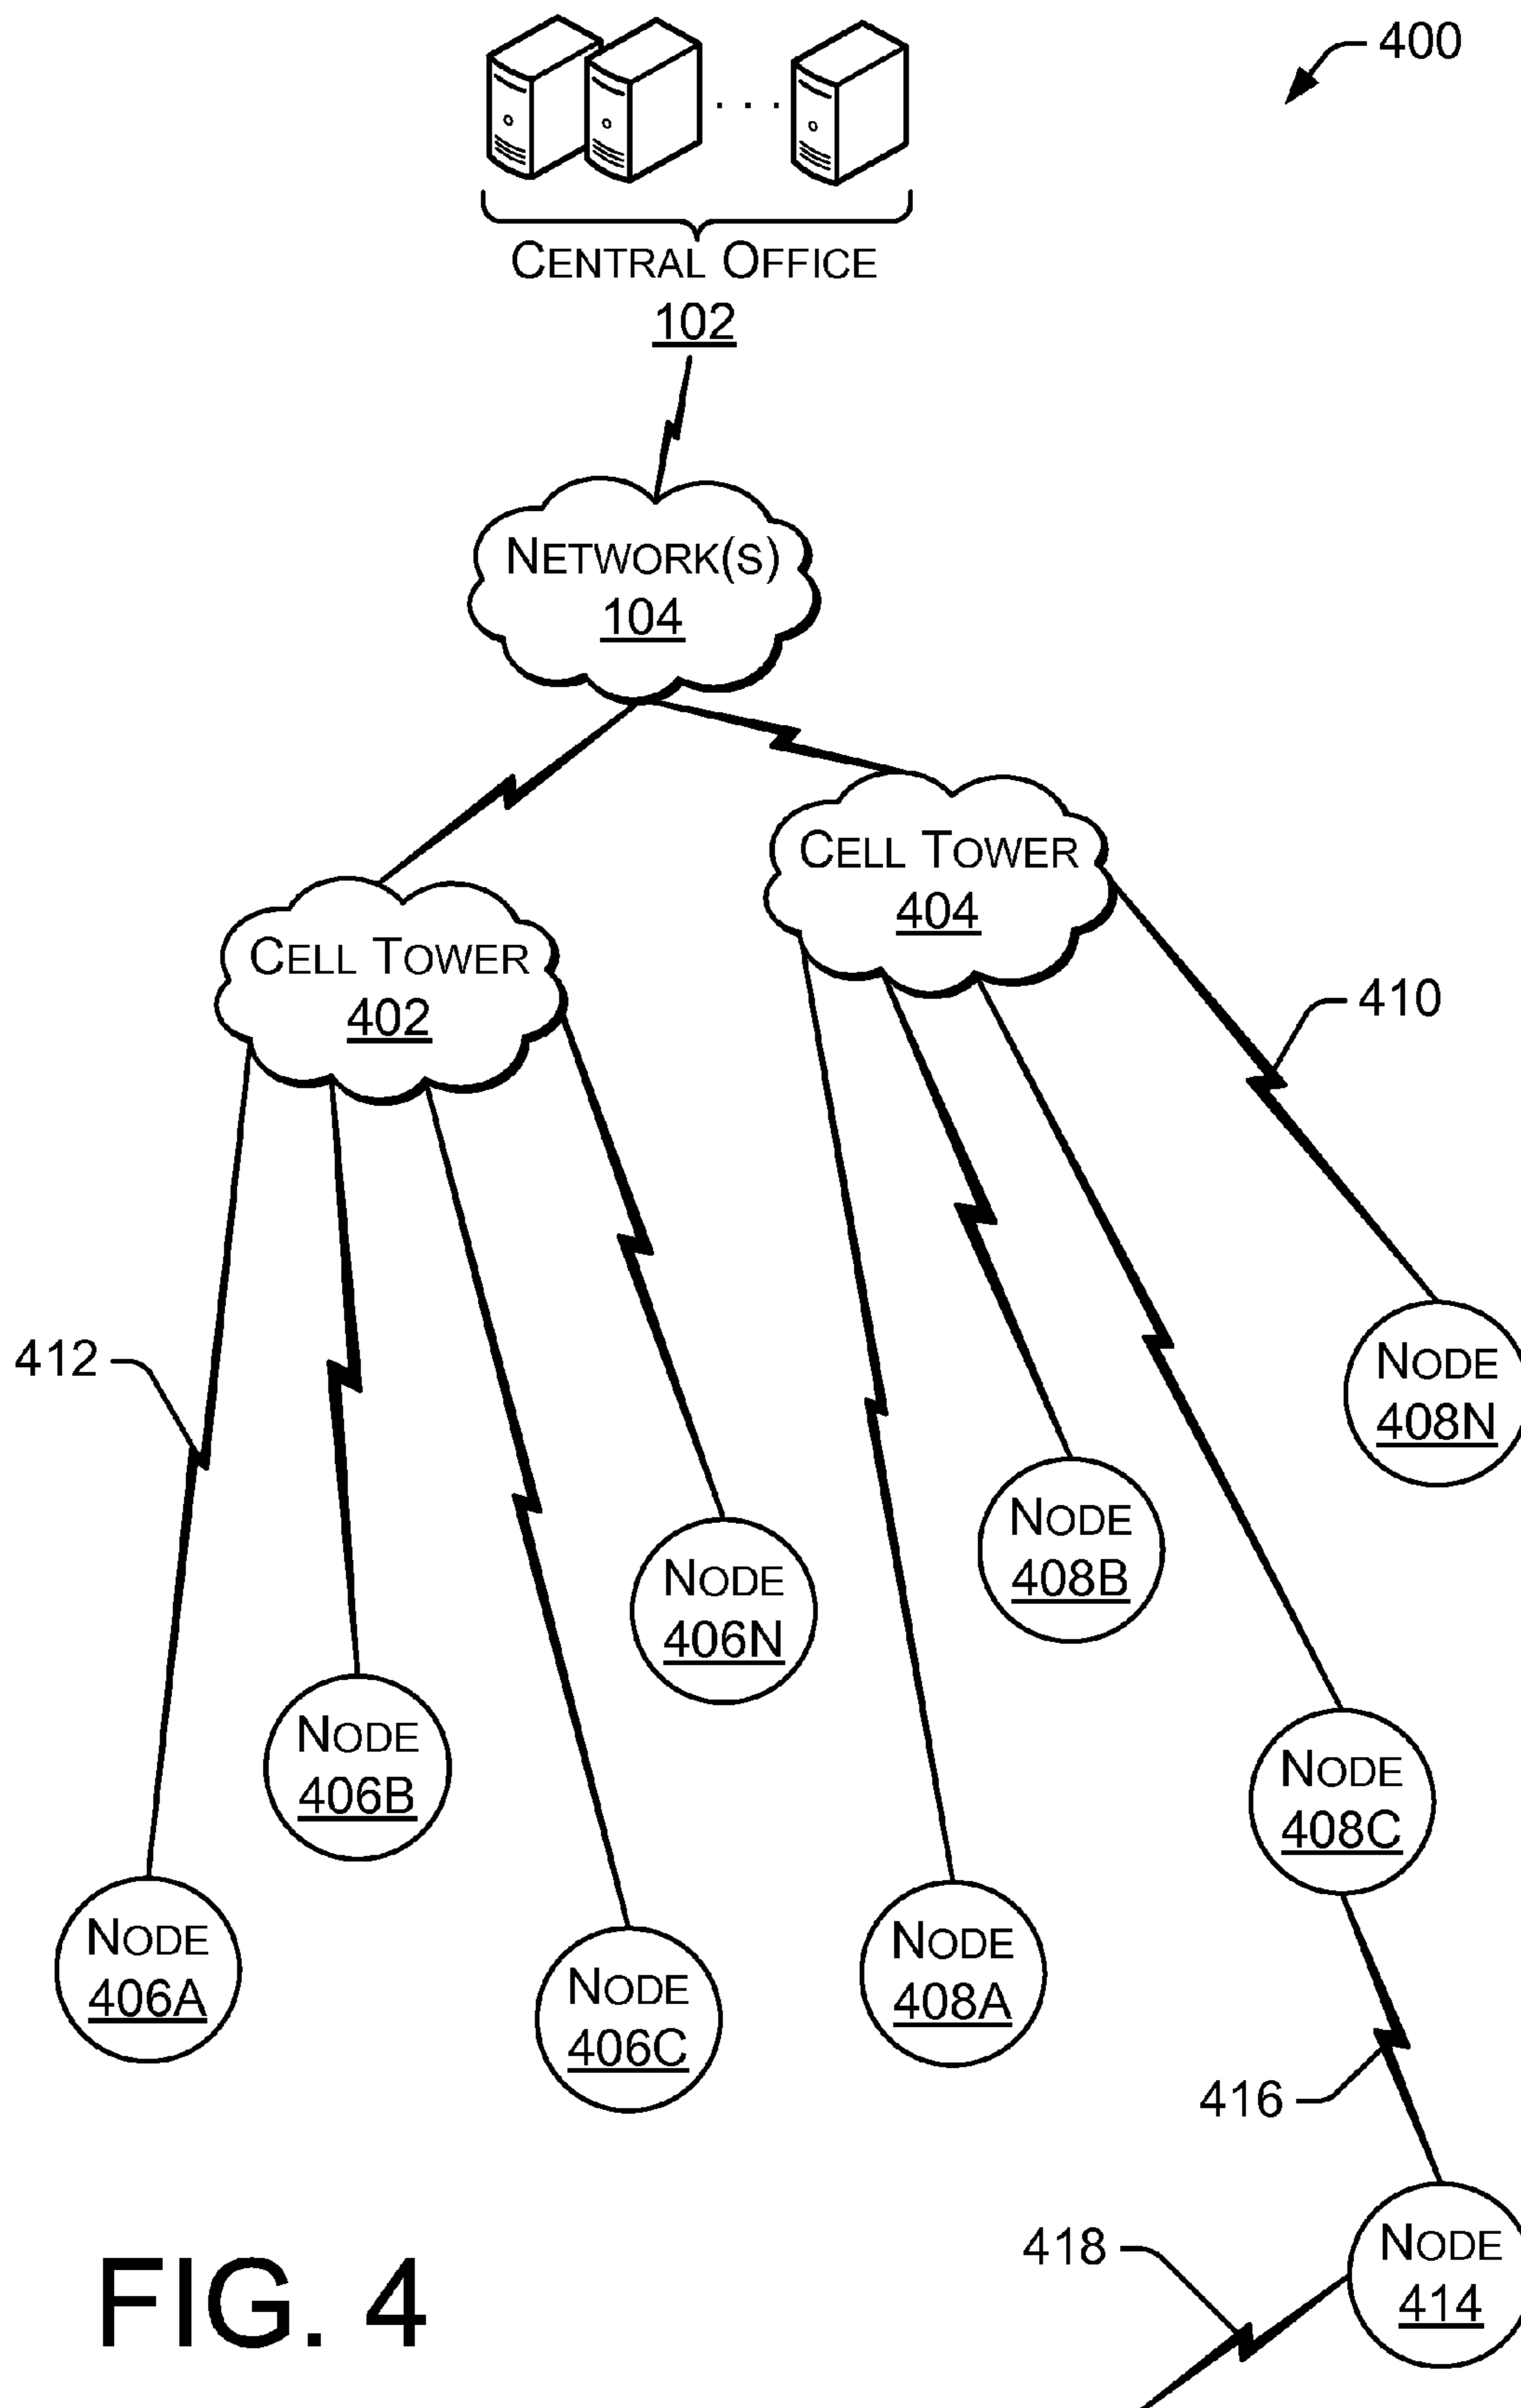 400
CENTRAL OFFICE
102
NETWORK(S)
104
CELL TOWER
404
CELL TOWER
402
410
412
NODE
408N
NODE
408B
NODE
406N
NODE
406B
NODE
408C
NODE
406A
NODE
408A
NODE
406C
416
418
NODE
414
FIG. 4